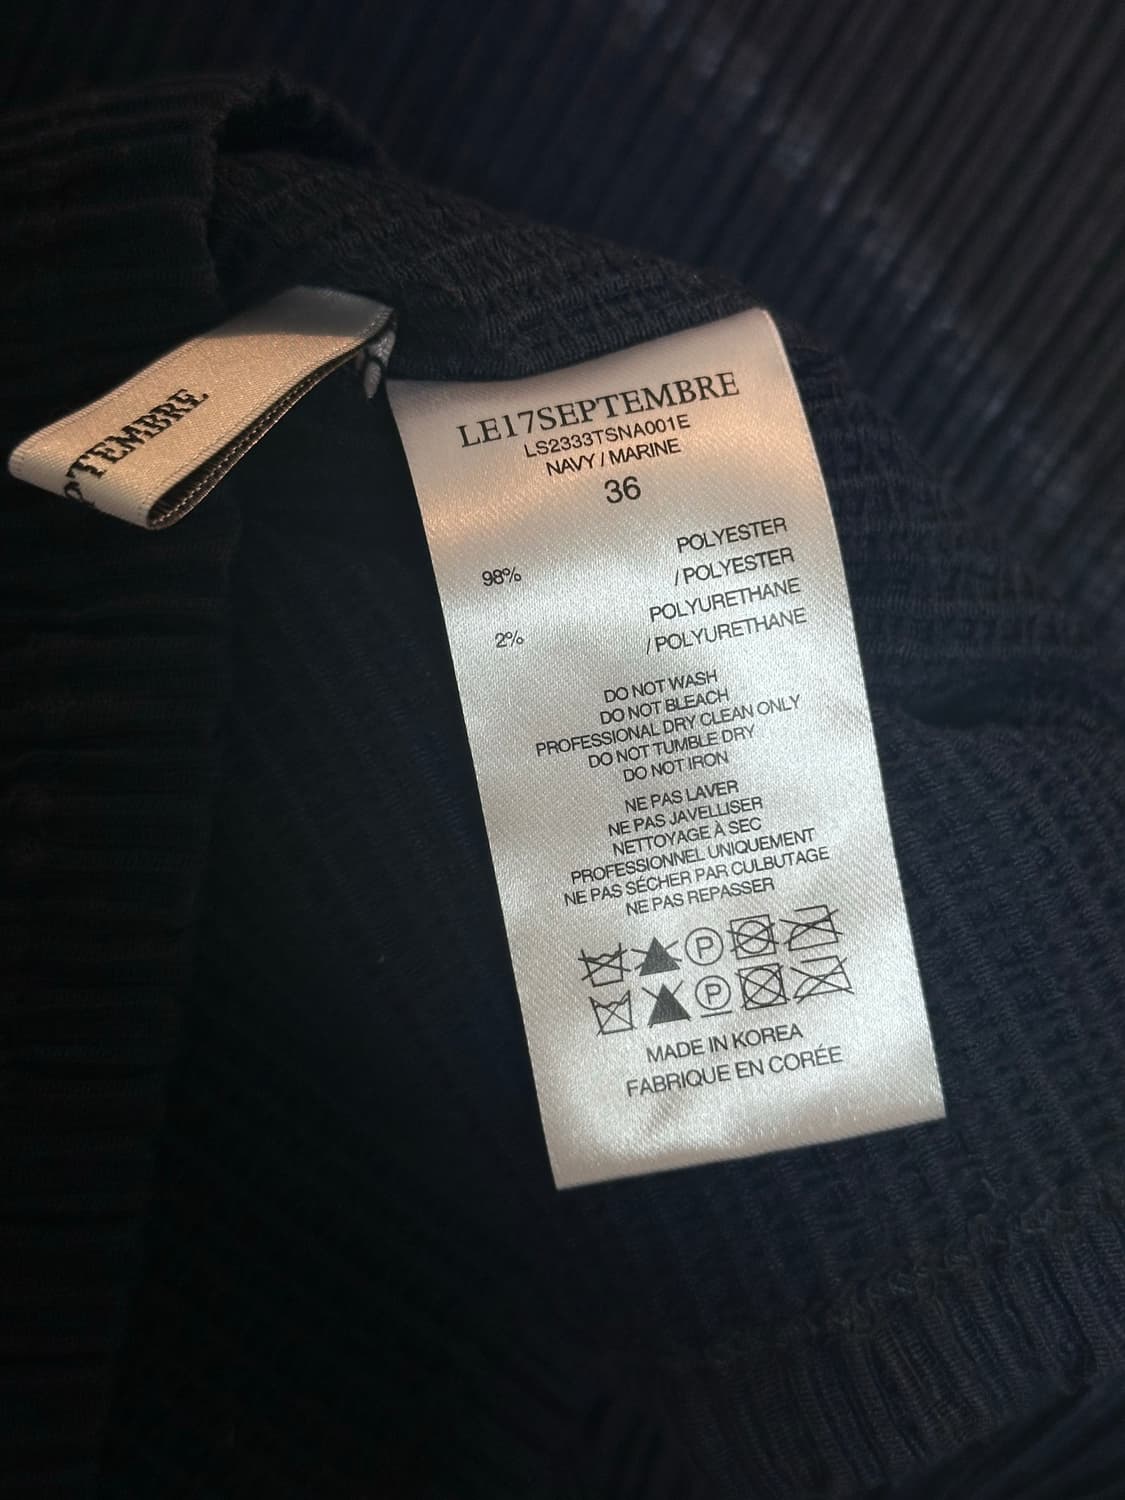 TEMBRE
LE17SEPTEMBRE
LS2333TSNA001E
NAVY / MARINE
36
POLYESTER
98% / POLYESTER
POLYURETHANE
2% / POLYURETHANE
DO NOT WASH
DO NOT BLEACH
PROFESSIONAL DRY CLEAN ONLY
DO NOT TUMBLE DRY
DO NOT IRON
NE PAS LAVER
NE PAS JAVELLISER
NETTOYAGE À SEC
PROFESSIONNEL UNIQUEMENT
NE PAS SÉCHER PAR CULBUTAGE
NE PAS REPASSER
P
P
MADE IN KOREA
FABRIQUE EN CORÉE